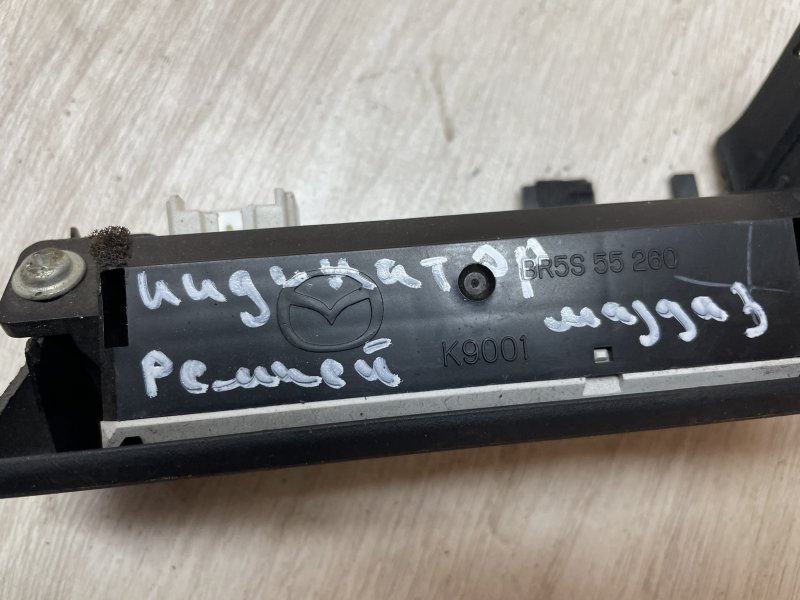 индикатор BR5S 55 260
мазда 3
K9001
ремней